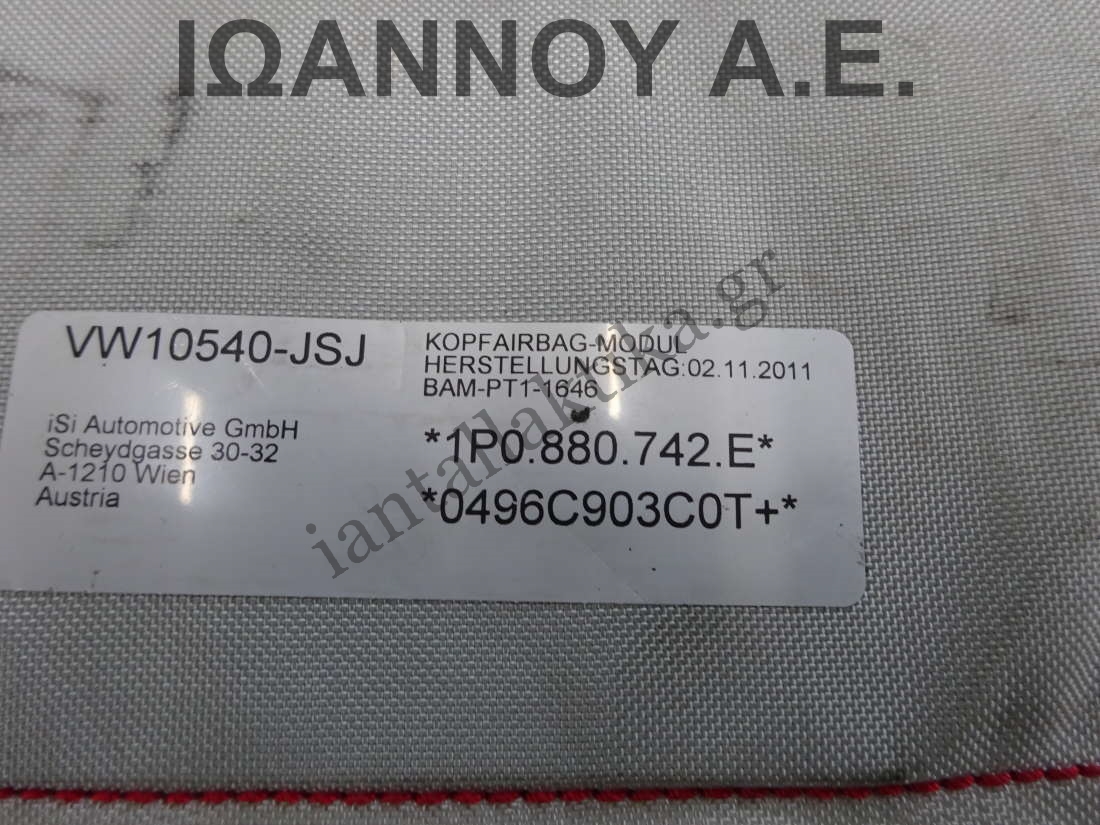 ΙΩΑΝΝΟΥ Α.Ε.
VW10540-JSJ
iSi Automotive GmbH
Scheydgasse 30-32
A-1210 Wien
Austria
KOPFAIRBAG-MODUL
HERSTELLUNGSTAG:02.11.2011
BAM-PT1-1646
*1P0.880.742.E*
*0496C903C0T+*
iantallaktika.gr